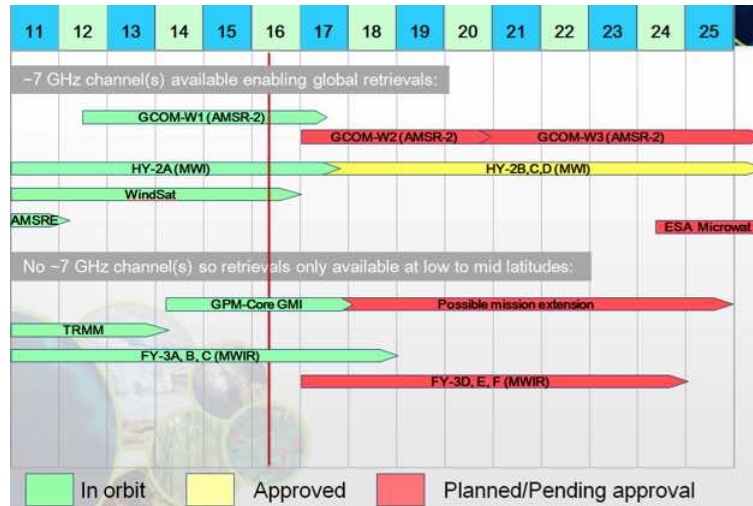 11 12 13 14 15 16 17 18 19 20 21 22 23 24 25
~7 GHz channel(s) available enabling global retrievals:
GCOM-W1 (AMSR-2)
GCOM-W2 (AMSR-2) GCOM-W3 (AMSR-2)
HY-2A (MWI) HY-2B,C,D (MWI)
WindSat
AMSRE
ESA Microwat
No ~7 GHz channel(s) so retrievals only available at low to mid latitudes:
GPM-Core GMI Possible mission extension
TRMM
FY-3A, B, C (MWIR)
FY-3D, E, F (MWIR)
In orbit Approved Planned/Pending approval